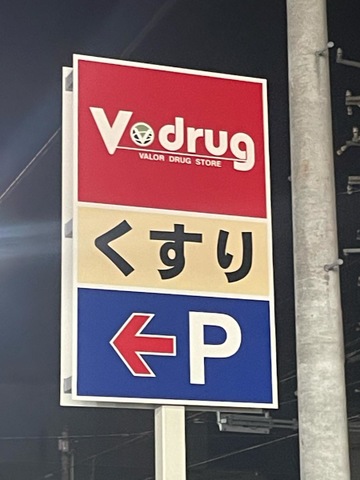 V•drug
VALOR DRUG STORE
くすり
←P